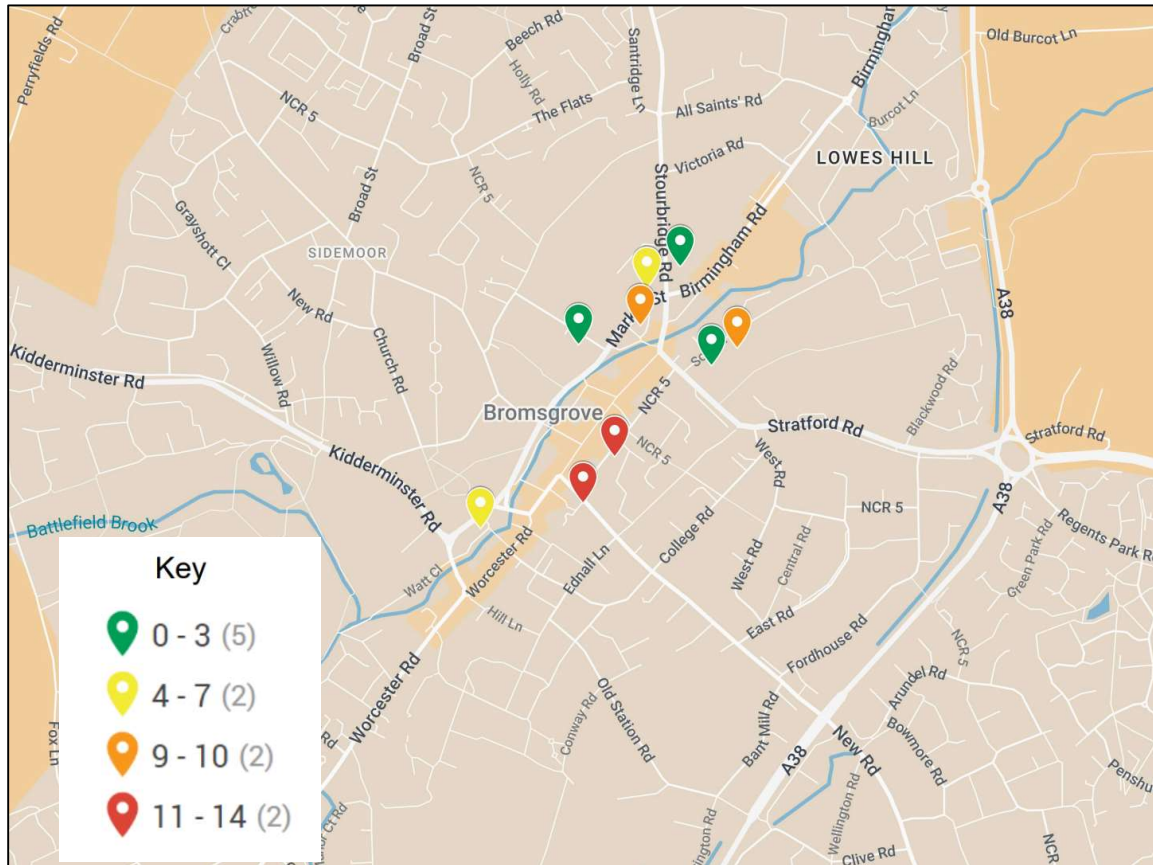 Perryfields Rd
Broad St
Beech Rd
Holly Rd
Santridge Ln
Birmingham
Old Burcot Ln
NCR 5
The Flats
All Saints' Rd
Burcot Ln
LOWES HILL
Victoria Rd
NCR 5
Broad St
Stourbridge Rd
Grayshott Cl
SIDEMOOR
Birmingham Rd
New Rd
A38
Church Rd
Willow Rd
Kidderminster Rd
NCR 5
Blackwood Rd
Bromsgrove
Stratford Rd
Stratford Rd
NCR 5
West Rd
Kidderminster Rd
A38
NCR 5
Battlefield Brook
College Rd
Regents Park Rd
Worcester Rd
Ednall Ln
West Rd
Central Rd
Green Park Rd
Watt Cl
Hill Ln
East Rd
Fordhouse Rd
NCR 5
Arundel Rd
Worcester Rd
Conway Rd
Old Station Rd
Bant Mill Rd
New Rd
Bowmore Rd
Fox Ln
A38
Penshu
Wellington Rd
NCR 5
Clive Rd
Key
0 - 3 (5)
4 - 7 (2)
9 - 10 (2)
11 - 14 (2)